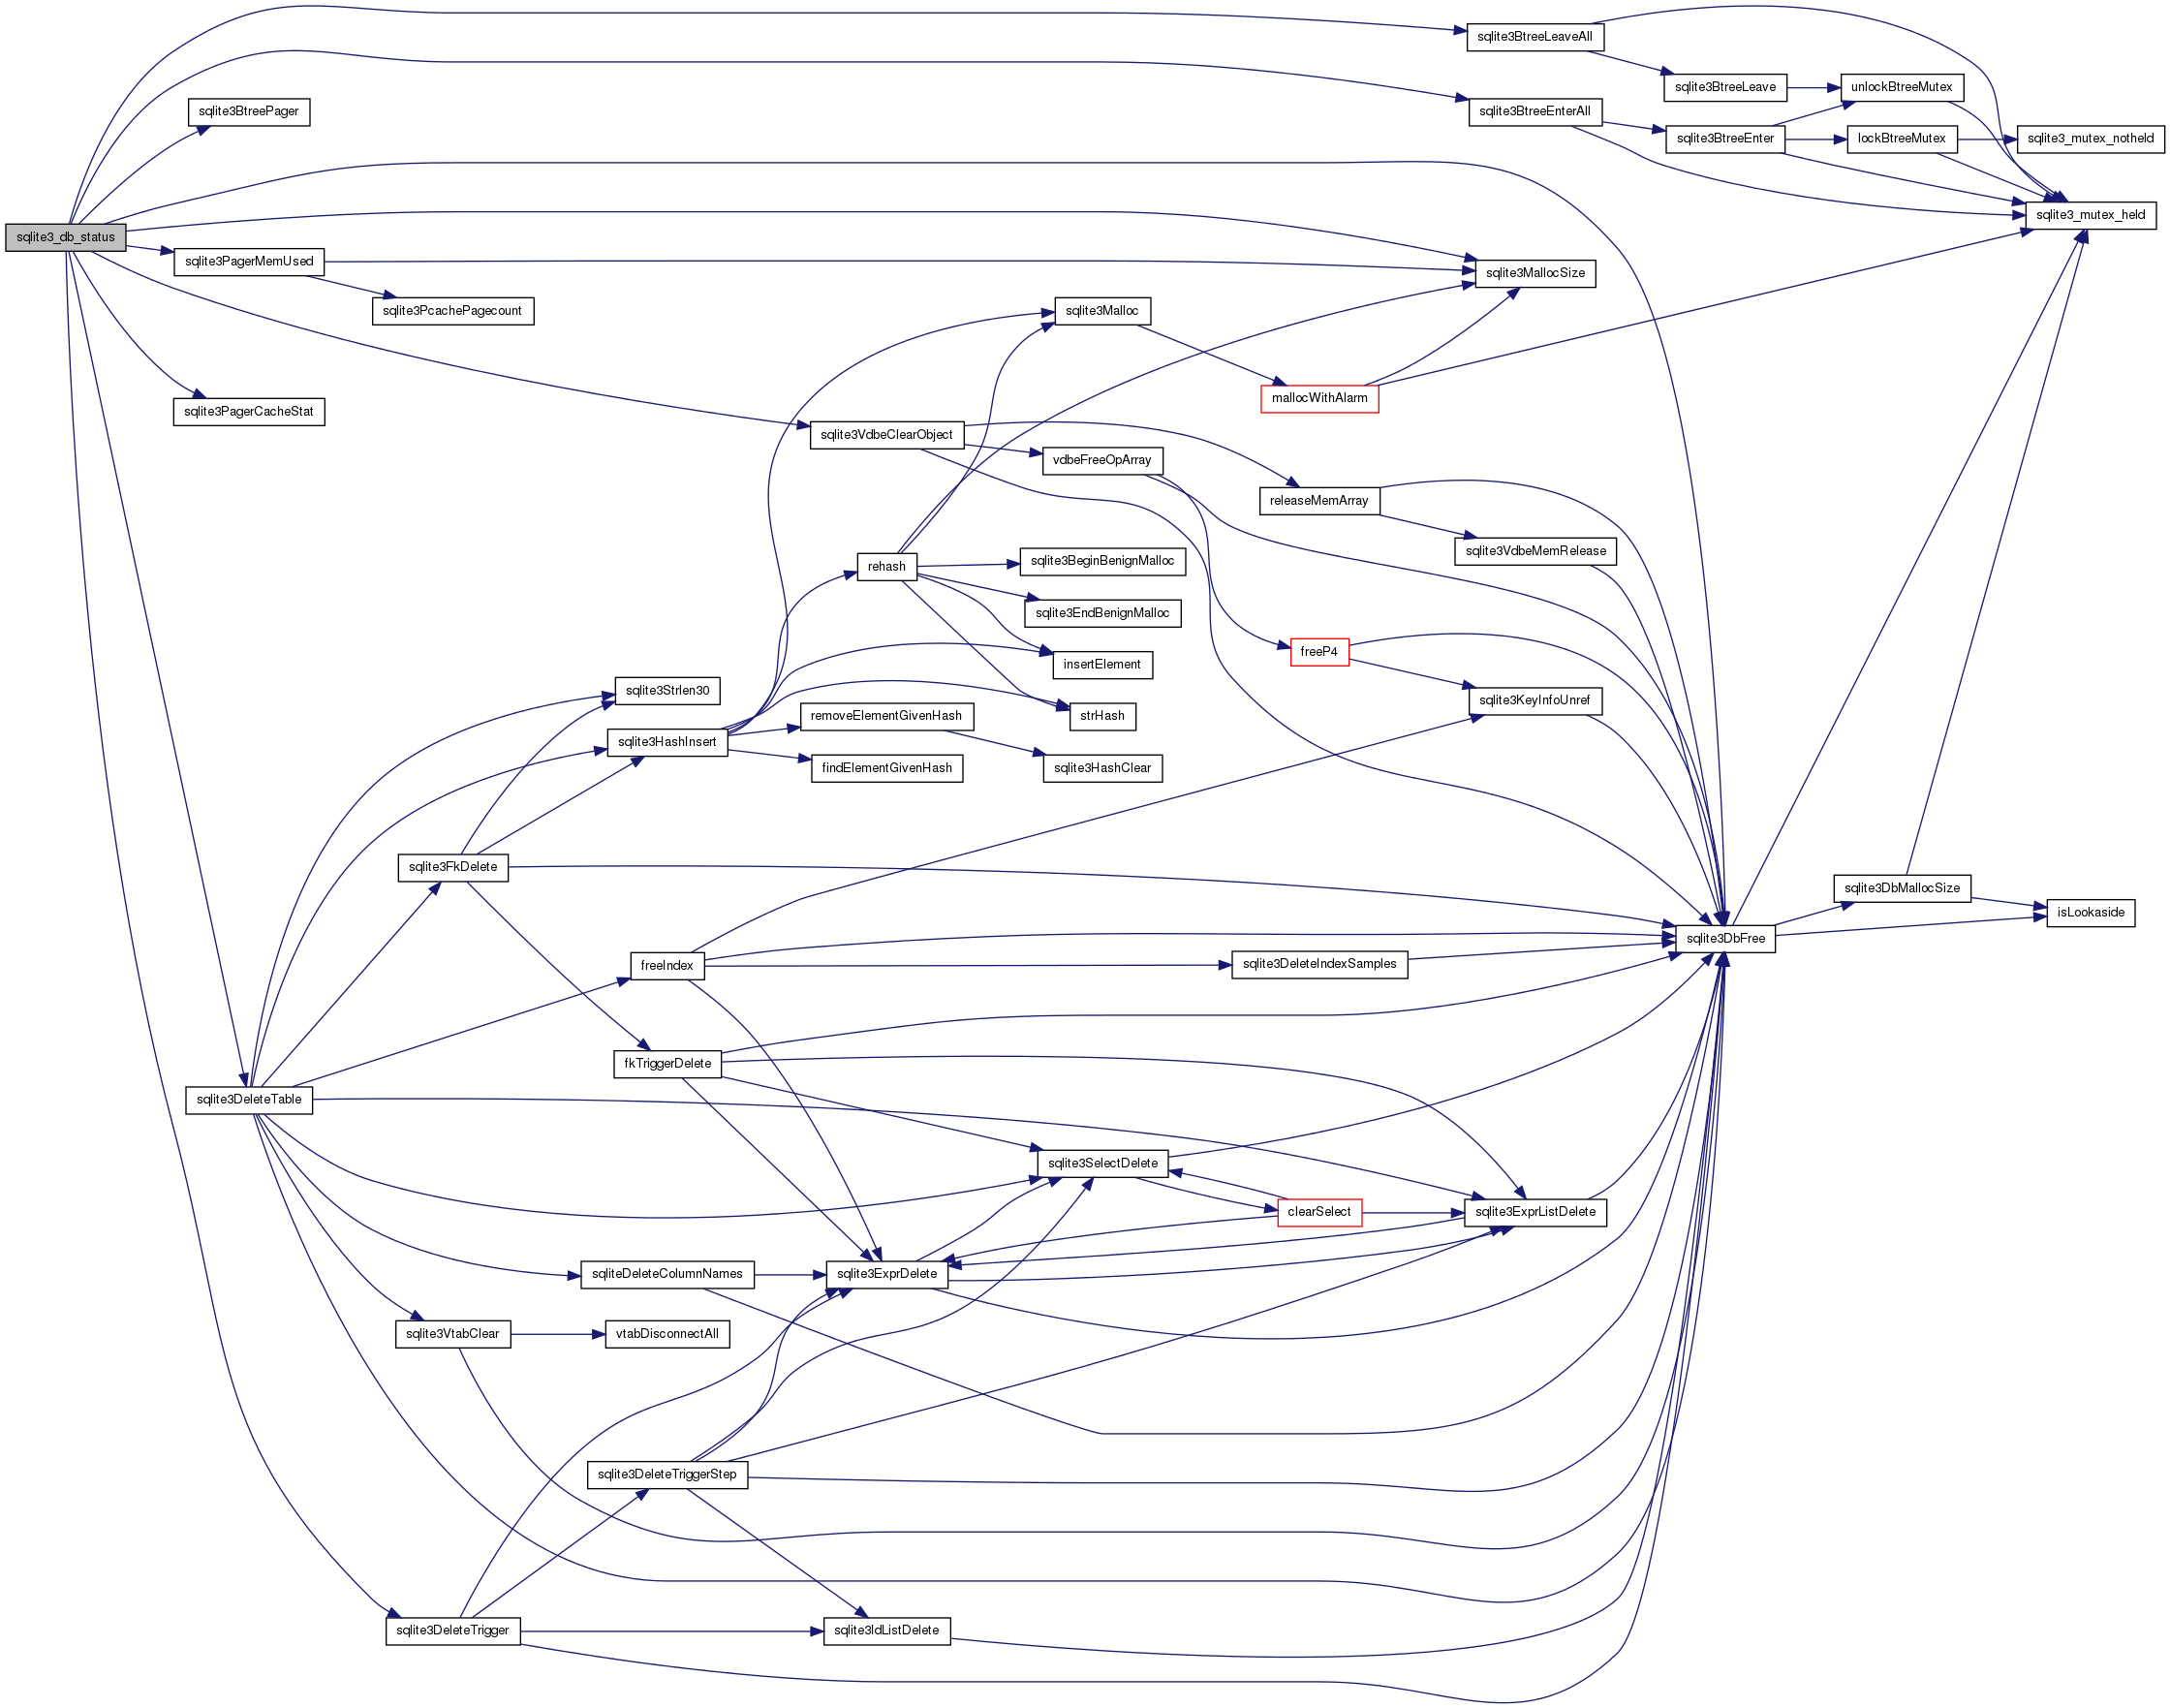 sqlite3BtreeLeaveAll
sqlite3BtreeLeave
unlockBtreeMutex
sqlite3BtreePager
sqlite3BtreeEnterAll
sqlite3BtreeEnter
lockBtreeMutex
sqlite3_mutex_notheld
sqlite3_mutex_held
sqlite3_db_status
sqlite3PagerMemUsed
sqlite3MallocSize
sqlite3PcachePagecount
sqlite3Malloc
mallocWithAlarm
sqlite3PagerCacheStat
sqlite3VdbeClearObject
vdbeFreeOpArray
releaseMemArray
sqlite3VdbeMemRelease
rehash
sqlite3BeginBenignMalloc
sqlite3EndBenignMalloc
freeP4
insertElement
sqlite3Strlen30
sqlite3KeyInfoUnref
removeElementGivenHash
strHash
sqlite3HashInsert
findElementGivenHash
sqlite3HashClear
sqlite3FkDelete
sqlite3DbMallocSize
isLookaside
sqlite3DbFree
freeIndex
sqlite3DeleteIndexSamples
fkTriggerDelete
sqlite3DeleteTable
sqlite3SelectDelete
clearSelect
sqlite3ExprListDelete
sqliteDeleteColumnNames
sqlite3ExprDelete
sqlite3VtabClear
vtabDisconnectAll
sqlite3DeleteTriggerStep
sqlite3DeleteTrigger
sqlite3IdListDelete